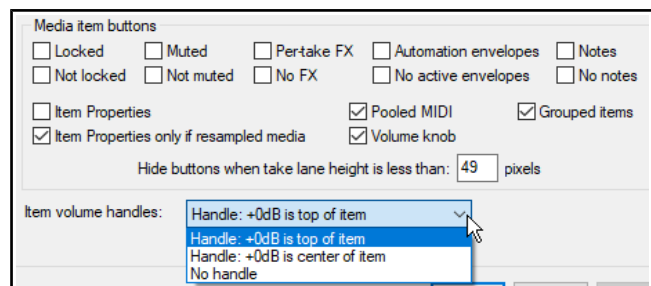 Media item buttons
Locked Muted Per-take FX Automation envelopes Notes
Not locked Not muted No FX No active envelopes No notes
Item Properties Pooled MIDI Grouped items
Item Properties only if resampled media Volume knob
Hide buttons when take lane height is less than: 49 pixels
Item volume handles: Handle: +0dB is top of item
Handle: +0dB is top of item
Handle: +0dB is center of item
No handle